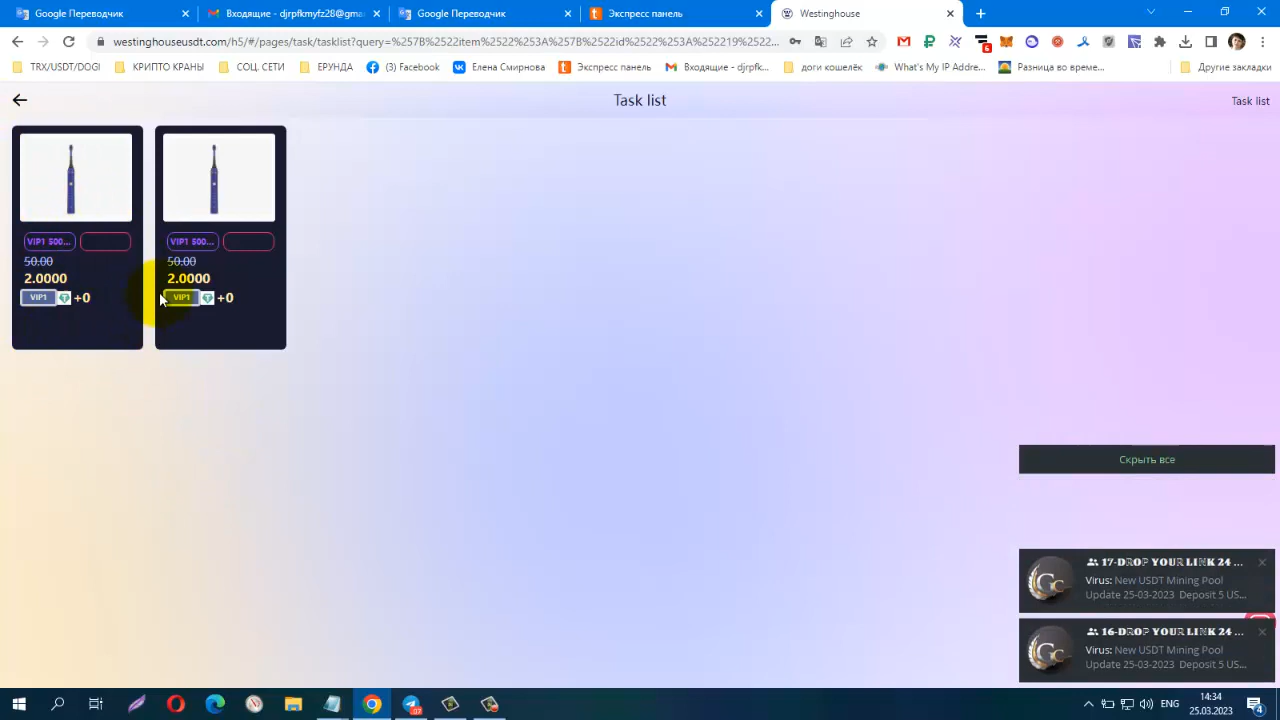 Google Переводчик
Входящие - djrpfkmyfz28@gmai
Google Переводчик
Экспресс панель
Westinghouse
westinghouseusdt.com/h5/#/pages/task/tasklist?query=%257B%2522item%2522%253A%257B%2522id%2522%253A%252219%2522...
6
TRX/USDT/DOGI
КРИПТО КРАНЫ
СОЦ. СЕТИ
ЕРУНДА
(3) Facebook
Елена Смирнова
Экспресс панель
Входящие - djrpfk...
доги кошелёк
What's My IP Addre...
Разница во време...
Другие закладки
Task list
Task list
VIP1 500...
50.00
2.0000
VIP1 +0
VIP1 500...
50.00
2.0000
VIP1 +0
Скрыть все
17-DROP YOUR LINK 24 ...
Virus: New USDT Mining Pool
Update 25-03-2023 Deposit 5 US...
16-DROP YOUR LINK 24 ...
Virus: New USDT Mining Pool
Update 25-03-2023 Deposit 5 US...
ENG
14:34
25.03.2023
4